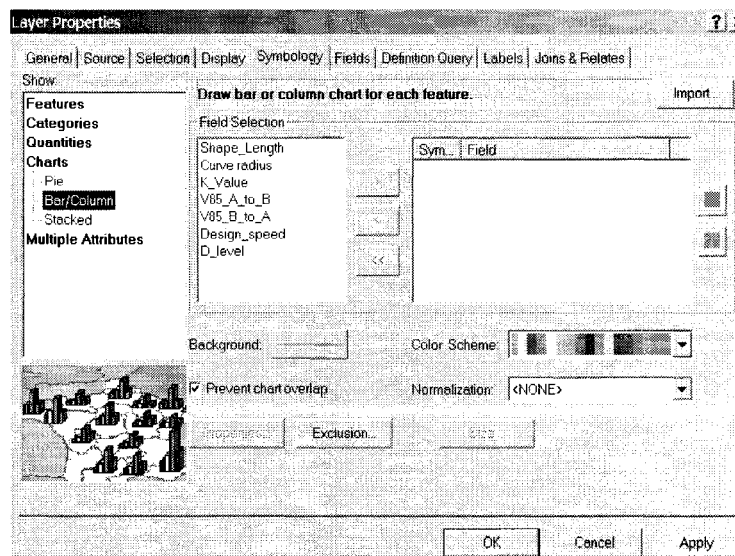 Layer Properties
General Source Selection Display Symbology Fields Definition Query Labels Joins & Relates
Show:
Features
Categories
Quantities
Charts
Pie
Bar/Column
Stacked
Multiple Attributes
Draw bar or column chart for each feature.
Import...
Field Selection
Shape_Length
Curve radius
K_Value
V85_A_to_B
V85_B_to_A
Design_speed
D_level
>
<
<<
Sym... Field
Background:
Color Scheme:
Prevent chart overlap
Normalization: <NONE>
Properties... Exclusion... Size...
OK Cancel Apply